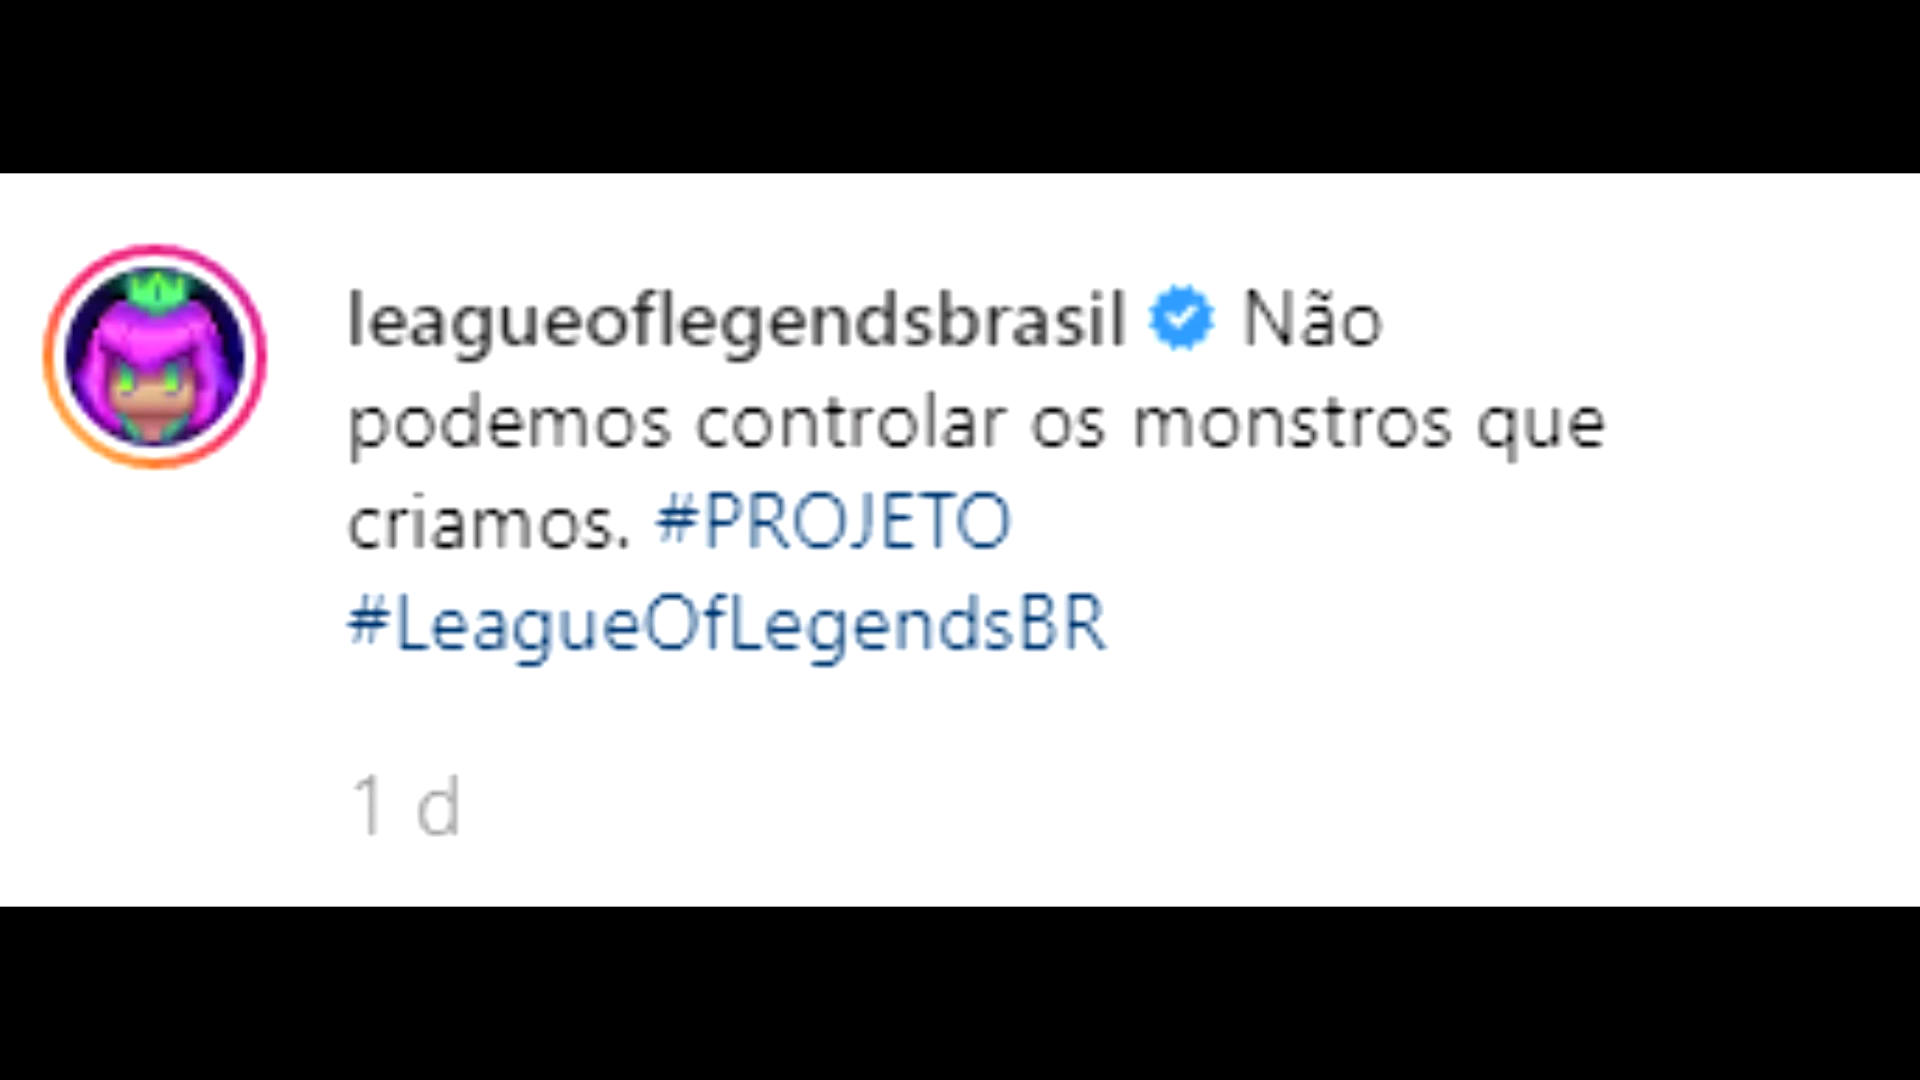 leagueoflegendsbrasil Não
podemos controlar os monstros que
criamos. #PROJETO
#LeagueOfLegendsBR
1 d